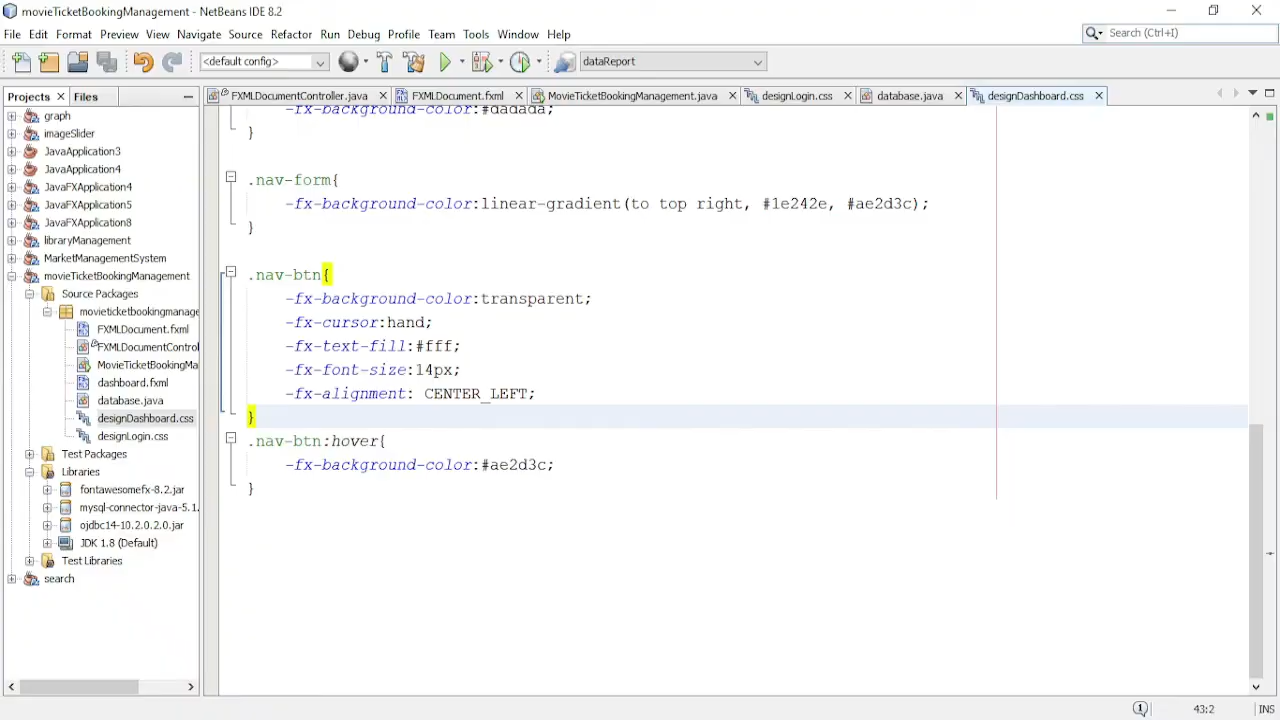 movieTicketBookingManagement - NetBeans IDE 8.2
File Edit Format Preview View Navigate Source Refactor Run Debug Profile Team Tools Window Help
Search (Ctrl+I)
<default config>
dataReport
Projects
Files
FXMLDocumentController.java
FXMLDocument.fxml
MovieTicketBookingManagement.java
designLogin.css
database.java
designDashboard.css
graph
imageSlider
JavaApplication3
JavaApplication4
JavaFXApplication4
JavaFXApplication5
JavaFXApplication8
libraryManagement
MarketManagementSystem
movieTicketBookingManagement
Source Packages
movieticketbookingmanage
FXMLDocument.fxml
FXMLDocumentControl
MovieTicketBookingMa
dashboard.fxml
database.java
designDashboard.css
designLogin.css
Test Packages
Libraries
fontawesomefx-8.2.jar
mysql-connector-java-5.1.
ojdbc14-10.2.0.2.0.jar
JDK 1.8 (Default)
Test Libraries
search
-fx-background-color:#dadada;
}
.nav-form{
-fx-background-color:linear-gradient(to top right, #1e242e, #ae2d3c);
}
.nav-btn{
-fx-background-color:transparent;
-fx-cursor:hand;
-fx-text-fill:#fff;
-fx-font-size:14px;
-fx-alignment: CENTER_LEFT;
}
.nav-btn:hover{
-fx-background-color:#ae2d3c;
}
43:2
INS